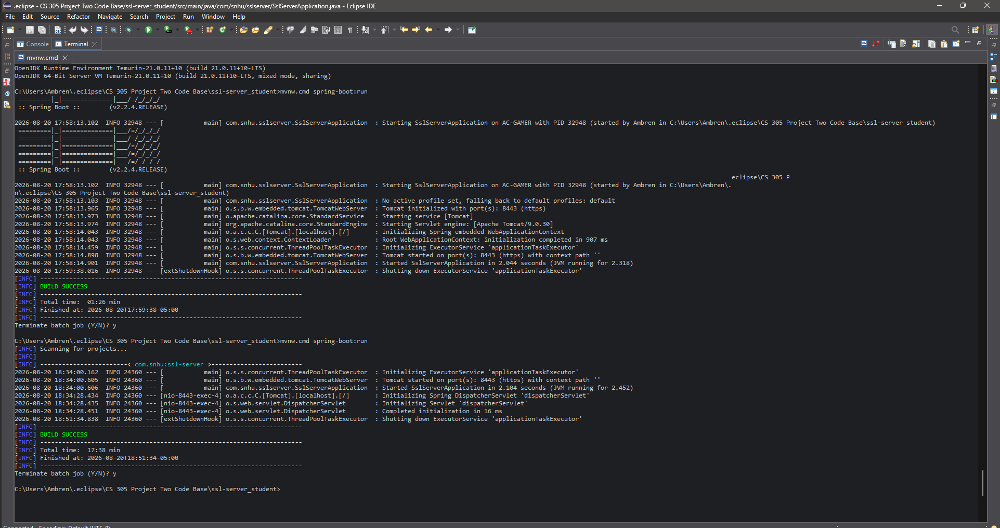 .eclipse - CS 305 Project Two Code Base/ssl-server_student/src/main/java/com/snhu/sslserver/SslServerApplication.java - Eclipse IDE
File Edit Source Refactor Navigate Search Project Run Window Help
Console Terminal
mvnw.cmd
OpenJDK Runtime Environment Temurin-21.0.11+10 (build 21.0.11+10-LTS)
OpenJDK 64-Bit Server VM Temurin-21.0.11+10 (build 21.0.11+10-LTS, mixed mode, sharing)
C:\Users\Ambren\.eclipse\CS 305 Project Two Code Base\ssl-server_student>mvnw.cmd spring-boot:run
=========|_|==============|___/=/_/_/_/
:: Spring Boot ::        (v2.2.4.RELEASE)
2026-08-20 17:58:13.102  INFO 32948 --- [           main] com.snhu.sslserver.SslServerApplication  : Starting SslServerApplication on AC-GAMER with PID 32948 (started by Ambren in C:\Users\Ambren\.eclipse\CS 305 Project Two Code Base\ssl-server_student)
=========|_|==============|___/=/_/_/_/
=========|_|==============|___/=/_/_/_/
=========|_|==============|___/=/_/_/_/
=========|_|==============|___/=/_/_/_/
=========|_|==============|___/=/_/_/_/
:: Spring Boot ::        (v2.2.4.RELEASE)
eclipse\CS 305 P
2026-08-20 17:58:13.102  INFO 32948 --- [           main] com.snhu.sslserver.SslServerApplication  : Starting SslServerApplication on AC-GAMER with PID 32948 (started by Ambren in C:\Users\Ambren\.
n\.eclipse\CS 305 Project Two Code Base\ssl-server_student)
2026-08-20 17:58:13.103  INFO 32948 --- [           main] com.snhu.sslserver.SslServerApplication  : No active profile set, falling back to default profiles: default
2026-08-20 17:58:13.965  INFO 32948 --- [           main] o.s.b.w.embedded.tomcat.TomcatWebServer  : Tomcat initialized with port(s): 8443 (https)
2026-08-20 17:58:13.973  INFO 32948 --- [           main] o.apache.catalina.core.StandardService   : Starting service [Tomcat]
2026-08-20 17:58:13.974  INFO 32948 --- [           main] org.apache.catalina.core.StandardEngine  : Starting Servlet engine: [Apache Tomcat/9.0.30]
2026-08-20 17:58:14.043  INFO 32948 --- [           main] o.a.c.c.C.[Tomcat].[localhost].[/]       : Initializing Spring embedded WebApplicationContext
2026-08-20 17:58:14.043  INFO 32948 --- [           main] o.s.web.context.ContextLoader            : Root WebApplicationContext: initialization completed in 907 ms
2026-08-20 17:58:14.459  INFO 32948 --- [           main] o.s.s.concurrent.ThreadPoolTaskExecutor  : Initializing ExecutorService 'applicationTaskExecutor'
2026-08-20 17:58:14.898  INFO 32948 --- [           main] o.s.b.w.embedded.tomcat.TomcatWebServer  : Tomcat started on port(s): 8443 (https) with context path ''
2026-08-20 17:58:14.901  INFO 32948 --- [           main] com.snhu.sslserver.SslServerApplication  : Started SslServerApplication in 2.044 seconds (JVM running for 2.318)
2026-08-20 17:59:38.016  INFO 32948 --- [extShutdownHook] o.s.s.concurrent.ThreadPoolTaskExecutor  : Shutting down ExecutorService 'applicationTaskExecutor'
[INFO] ------------------------------------------------------------------------
[INFO] BUILD SUCCESS
[INFO] ------------------------------------------------------------------------
[INFO] Total time:  01:26 min
[INFO] Finished at: 2026-08-20T17:59:38-05:00
[INFO] ------------------------------------------------------------------------
Terminate batch job (Y/N)? y
C:\Users\Ambren\.eclipse\CS 305 Project Two Code Base\ssl-server_student>mvnw.cmd spring-boot:run
[INFO] Scanning for projects...
[INFO]
[INFO] ------------------------< com.snhu:ssl-server >-------------------------
2026-08-20 18:34:00.162  INFO 24360 --- [           main] o.s.s.concurrent.ThreadPoolTaskExecutor  : Initializing ExecutorService 'applicationTaskExecutor'
2026-08-20 18:34:00.605  INFO 24360 --- [           main] o.s.b.w.embedded.tomcat.TomcatWebServer  : Tomcat started on port(s): 8443 (https) with context path ''
2026-08-20 18:34:00.606  INFO 24360 --- [           main] com.snhu.sslserver.SslServerApplication  : Started SslServerApplication in 2.104 seconds (JVM running for 2.452)
2026-08-20 18:34:28.434  INFO 24360 --- [nio-8443-exec-4] o.a.c.c.C.[Tomcat].[localhost].[/]       : Initializing Spring DispatcherServlet 'dispatcherServlet'
2026-08-20 18:34:28.435  INFO 24360 --- [nio-8443-exec-4] o.s.web.servlet.DispatcherServlet        : Initializing Servlet 'dispatcherServlet'
2026-08-20 18:34:28.451  INFO 24360 --- [nio-8443-exec-4] o.s.web.servlet.DispatcherServlet        : Completed initialization in 16 ms
2026-08-20 18:51:34.838  INFO 24360 --- [extShutdownHook] o.s.s.concurrent.ThreadPoolTaskExecutor  : Shutting down ExecutorService 'applicationTaskExecutor'
[INFO] ------------------------------------------------------------------------
[INFO] BUILD SUCCESS
[INFO] ------------------------------------------------------------------------
[INFO] Total time:  17:38 min
[INFO] Finished at: 2026-08-20T18:51:34-05:00
[INFO] ------------------------------------------------------------------------
Terminate batch job (Y/N)? y
C:\Users\Ambren\.eclipse\CS 305 Project Two Code Base\ssl-server_student>
Connected - Encoding: Default (UTF-8)